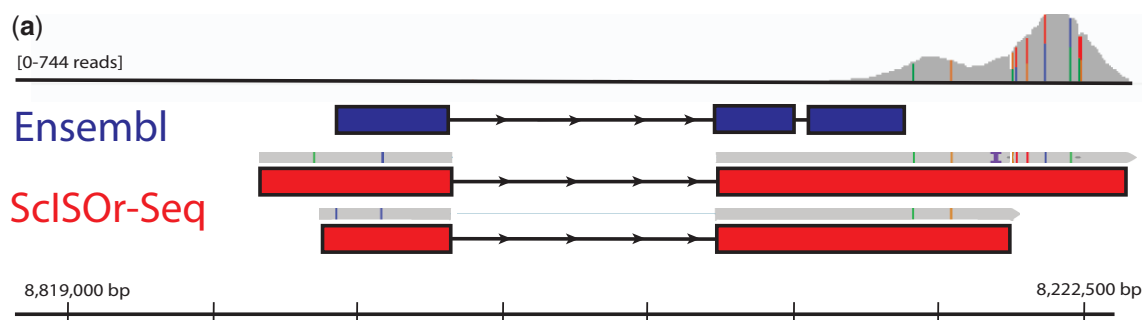 (a)
[0-744 reads]
Ensembl
ScISOr-Seq
8,819,000 bp
8,222,500 bp